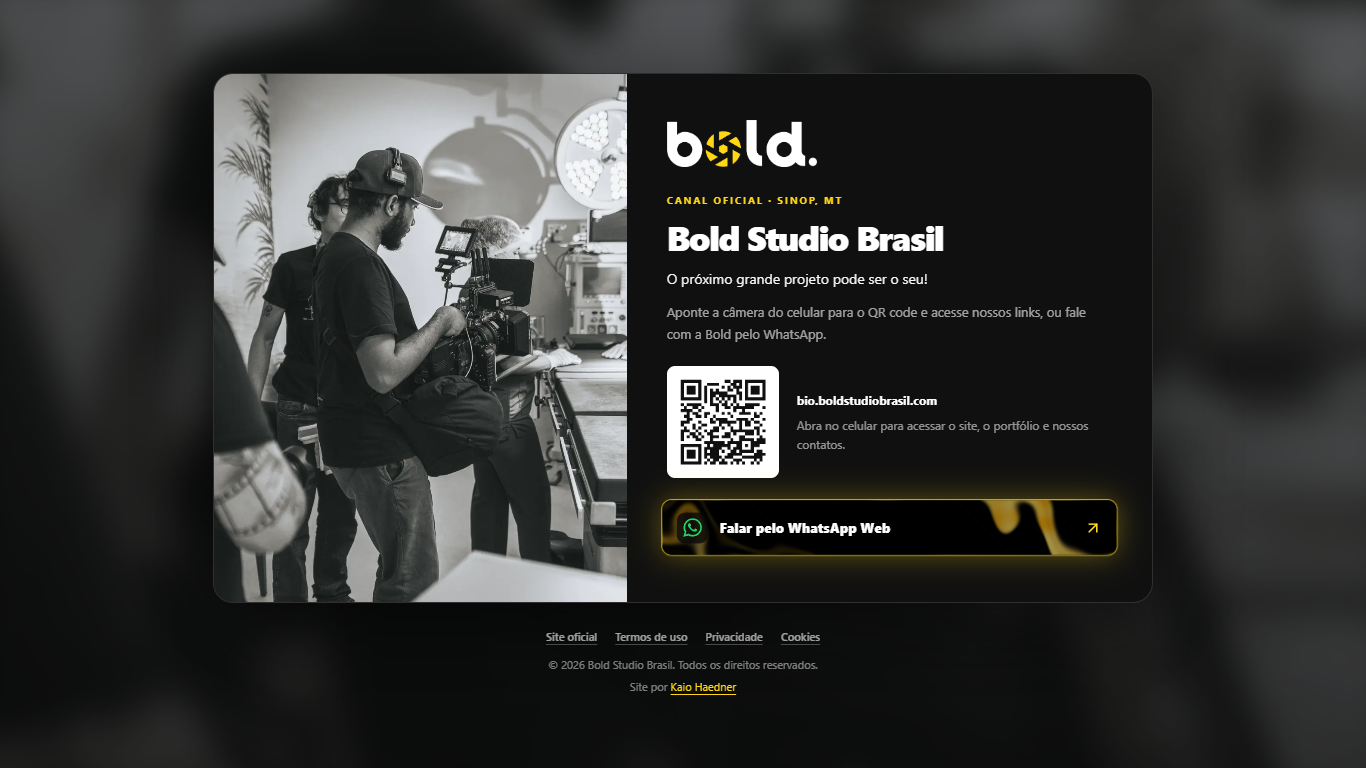 bold.
CANAL OFICIAL • SINOP, MT
Bold Studio Brasil
O próximo grande projeto pode ser o seu!
Aponte a câmera do celular para o QR code e acesse nossos links, ou fale
com a Bold pelo WhatsApp.
bio.boldstudiobrasil.com
Abra no celular para acessar o site, o portfólio e nossos
contatos.
Falar pelo WhatsApp Web
Site oficial Termos de uso Privacidade Cookies
© 2026 Bold Studio Brasil. Todos os direitos reservados.
Site por Kaio Haedner